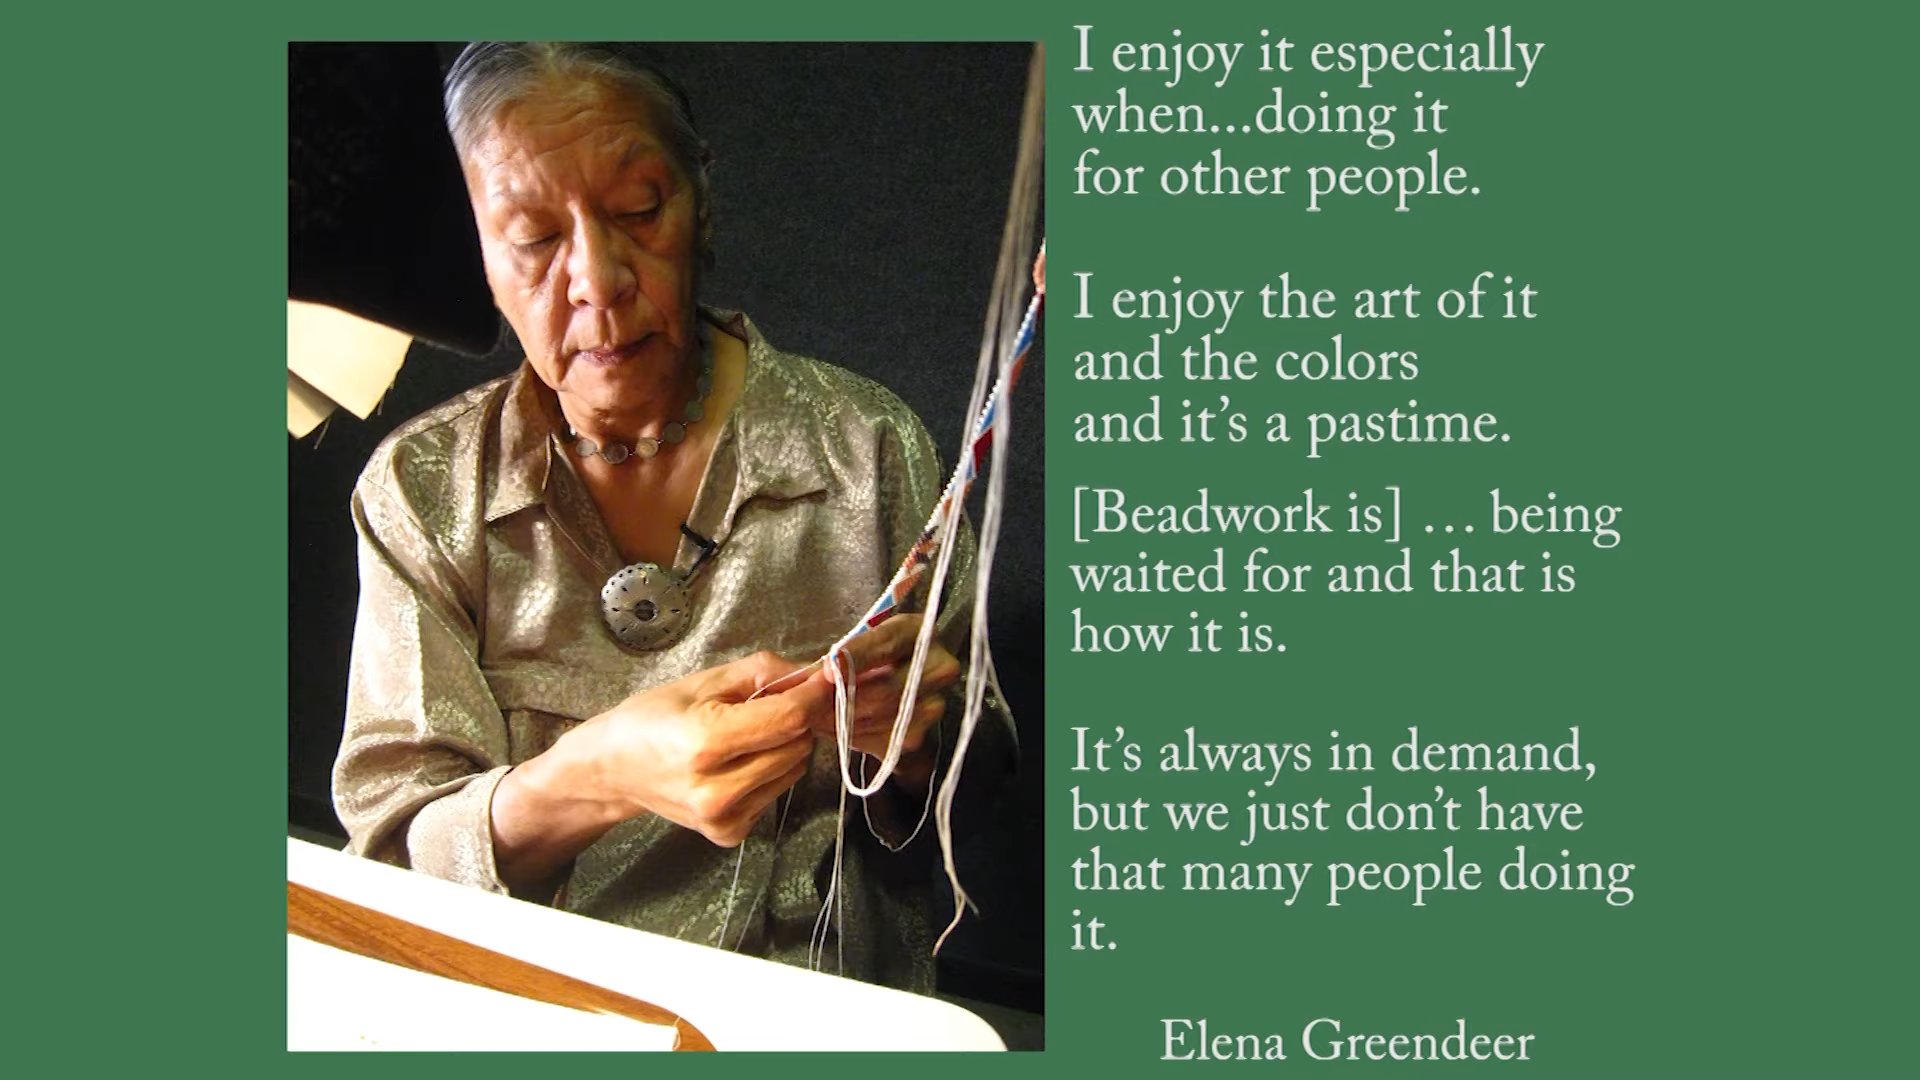 I enjoy it especially
when...doing it
for other people.
I enjoy the art of it
and the colors
and it’s a pastime.
[Beadwork is] … being
waited for and that is
how it is.
It’s always in demand,
but we just don’t have
that many people doing
it.
Elena Greendeer